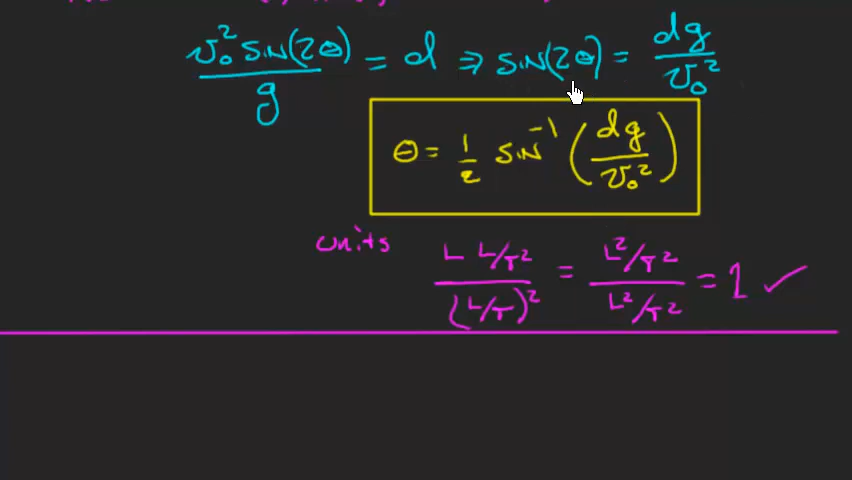 v₀² sin(2θ) / g = d ⇒ sin(2θ) = dg / v₀²
θ = 1/2 sin⁻¹ (dg / v₀²)
units L L/T² / (L/T)² = L²/T² / L²/T² = 1 ✓